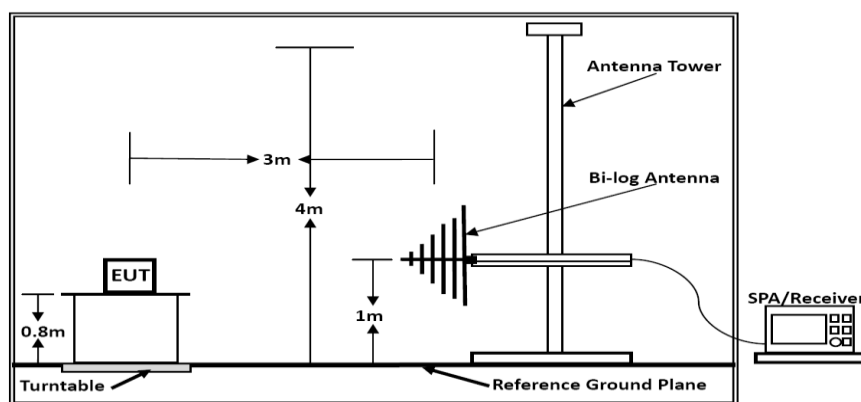 Antenna Tower
3m
Bi-log Antenna
4m
EUT
0.8m
1m
SPA/Receiver
Turntable
Reference Ground Plane